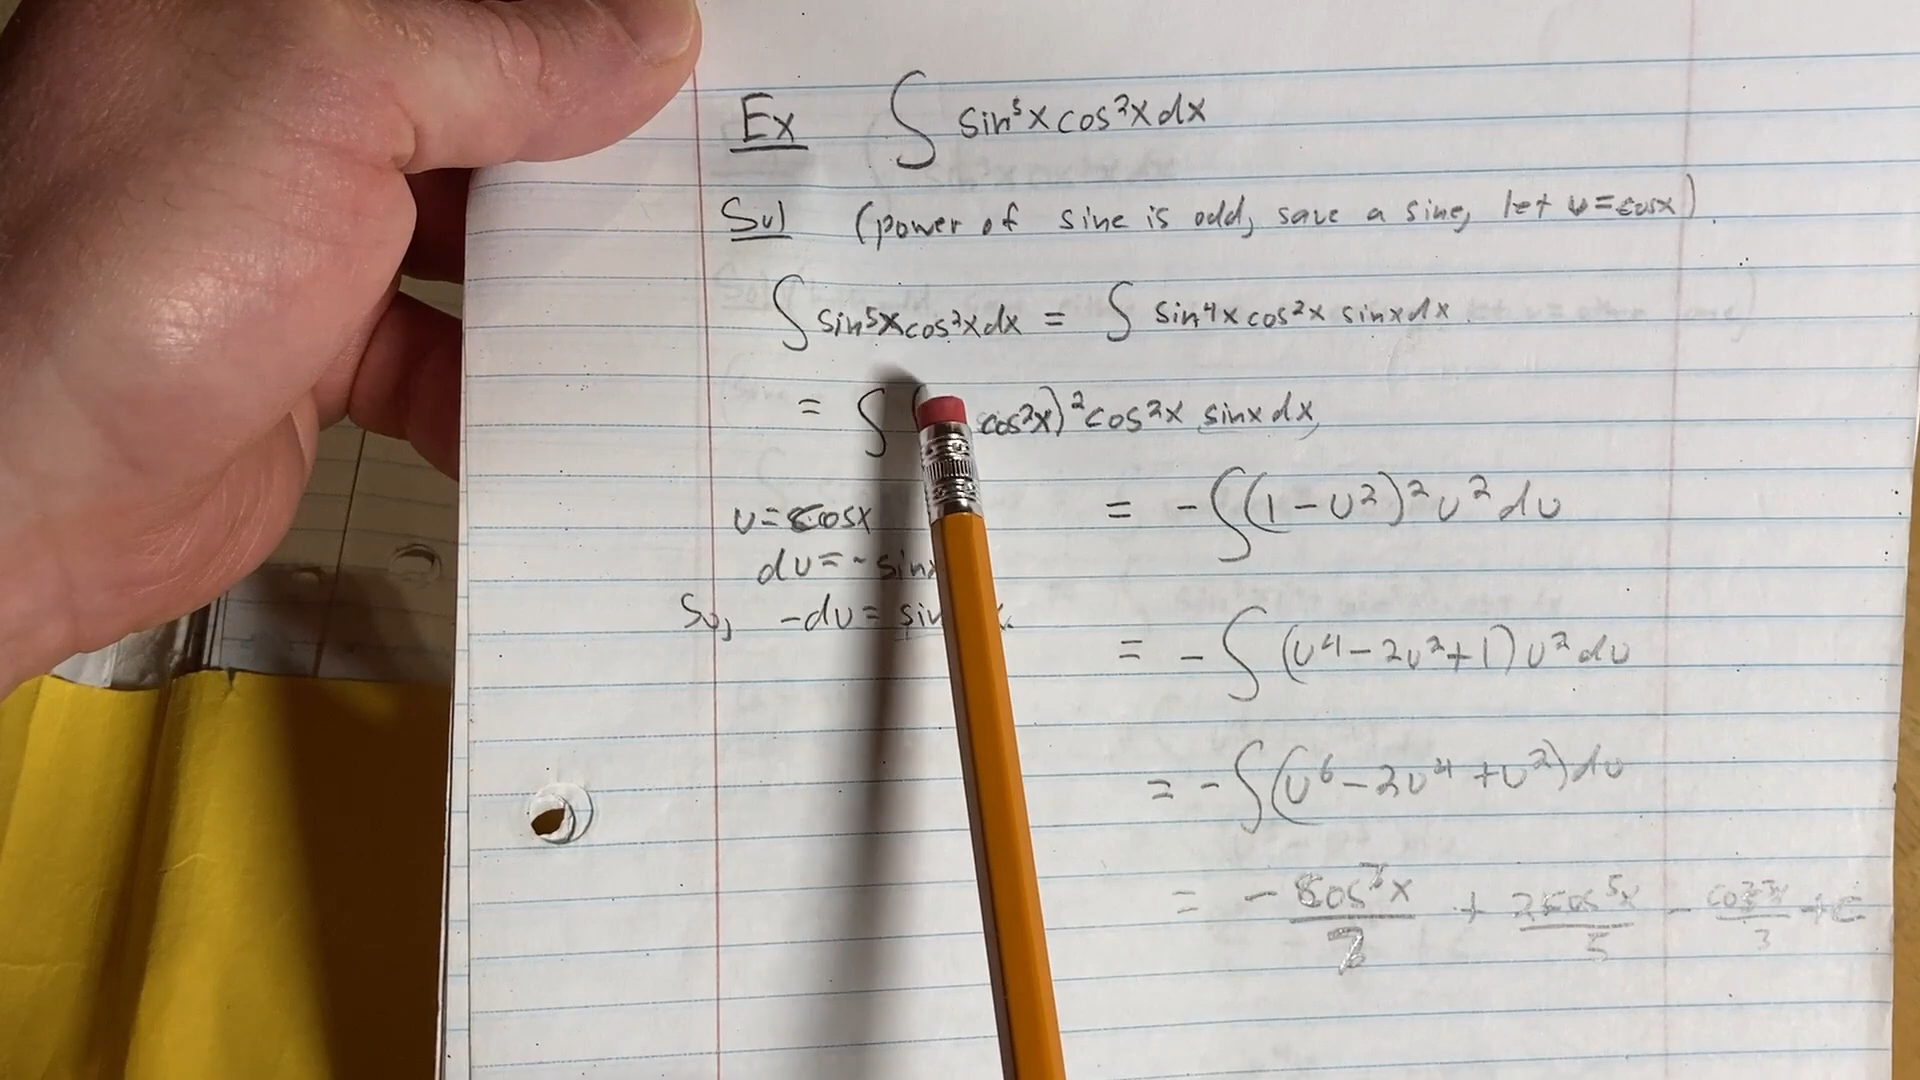 Ex ∫ sin⁵x cos²x dx
Sol (power of sine is odd, save a sine, let u = cosx).
∫ sin⁵x cos²x dx = ∫ sin⁴x cos²x sinx dx
= ∫ ( cos²x)² cos²x sinx dx
u = cosx = -∫(1-u²)²u² du
du = - sinx
So, -du = sin = -∫(u⁴-2u²+1)u² du
= -∫(u⁶-2u⁴+u²)du
= - cos⁷x/7 + 2cos⁵x/5 - cos³x/3 + C